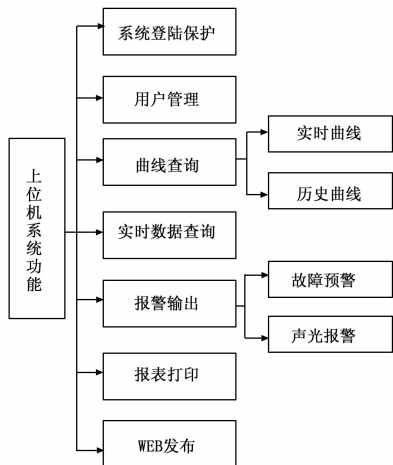 上位机系统功能
系统登陆保护
用户管理
曲线查询
实时曲线
历史曲线
实时数据查询
报警输出
故障预警
声光报警
报表打印
WEB发布